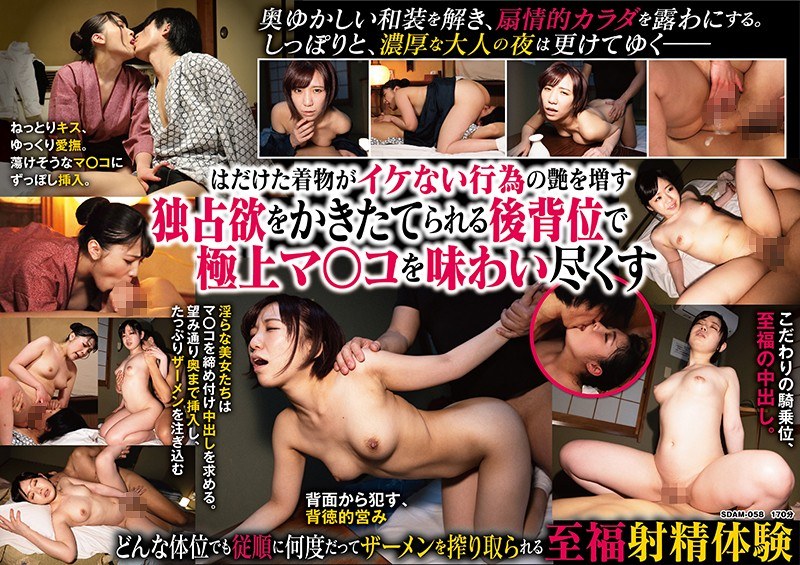 奥ゆかしい和装を解き、扇情的カラダを露わにする。
しっぽりと、濃厚な大人の夜は更けてゆく――
ねっとりキス、
ゆっくり愛撫。
蕩けそうなマ〇コに
ずっぽし挿入。
はだけた着物がイケない行為の艶を増す
独占欲をかきたてられる後背位で
極上マ〇コを味わい尽くす
淫らな美女たちは
マ〇コを締め付け中出しを求める。
望み通り奥まで挿入し、
たっぷりザーメンを注ぎ込む
こだわりの騎乗位、
至福の中出し。
背面から犯す、
背徳的営み
SDAM-058 170分
どんな体位でも従順に何度だってザーメンを搾り取られる至福射精体験